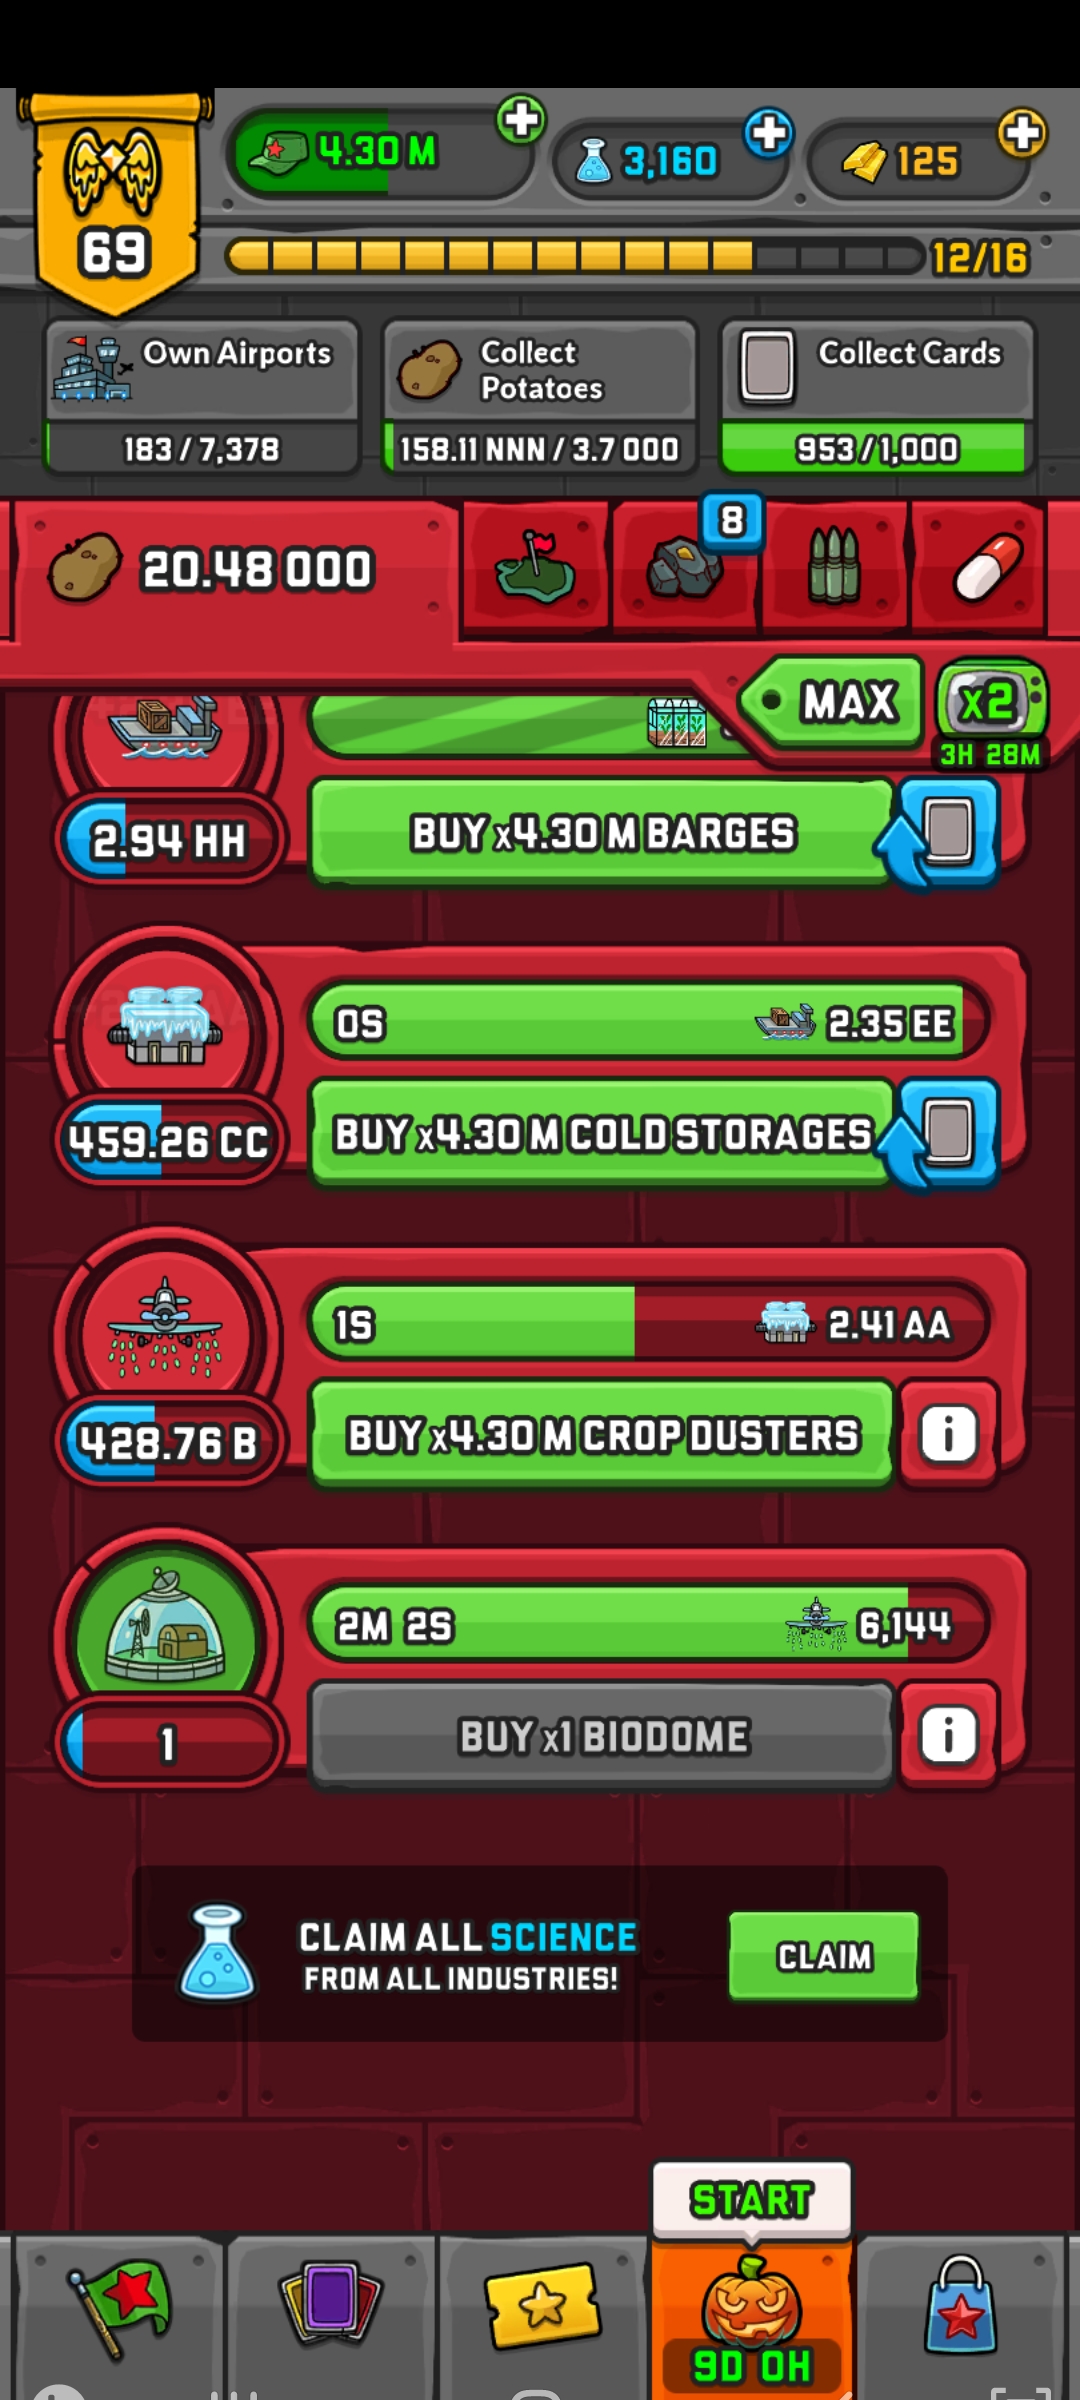 4.30 M
3,160
125
69
12/16
Own Airports
183 / 7,378
Collect
Potatoes
158.11 NNN / 3.7 OOO
Collect Cards
953 / 1,000
20.48 OOO
8
MAX
x2
3H 28M
2.94 HH
BUY x4.30 M BARGES
0S
2.35 EE
459.26 CC
BUY x4.30 M COLD STORAGES
1S
2.41 AA
428.76 B
BUY x4.30 M CROP DUSTERS
i
2M 2S
6,144
1
BUY x1 BIODOME
i
CLAIM ALL SCIENCE
FROM ALL INDUSTRIES!
CLAIM
START
9D 0H